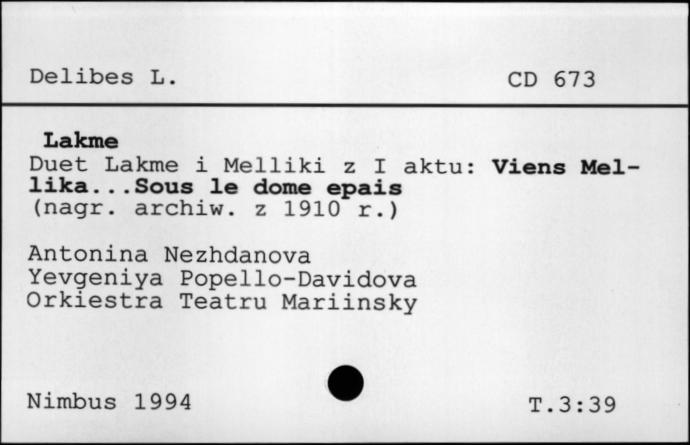 Delibes L.
CD 673
Lakme
Duet Lakme i Melliki z I aktu: Viens Mel-
lika...Sous le dome epais
(nagr. archiw. z 1910 r.)
Antonina Nezhdanova
Yevgeniya Popello-Davidova
Orkiestra Teatru Mariinsky
Nimbus 1994
T.3:39